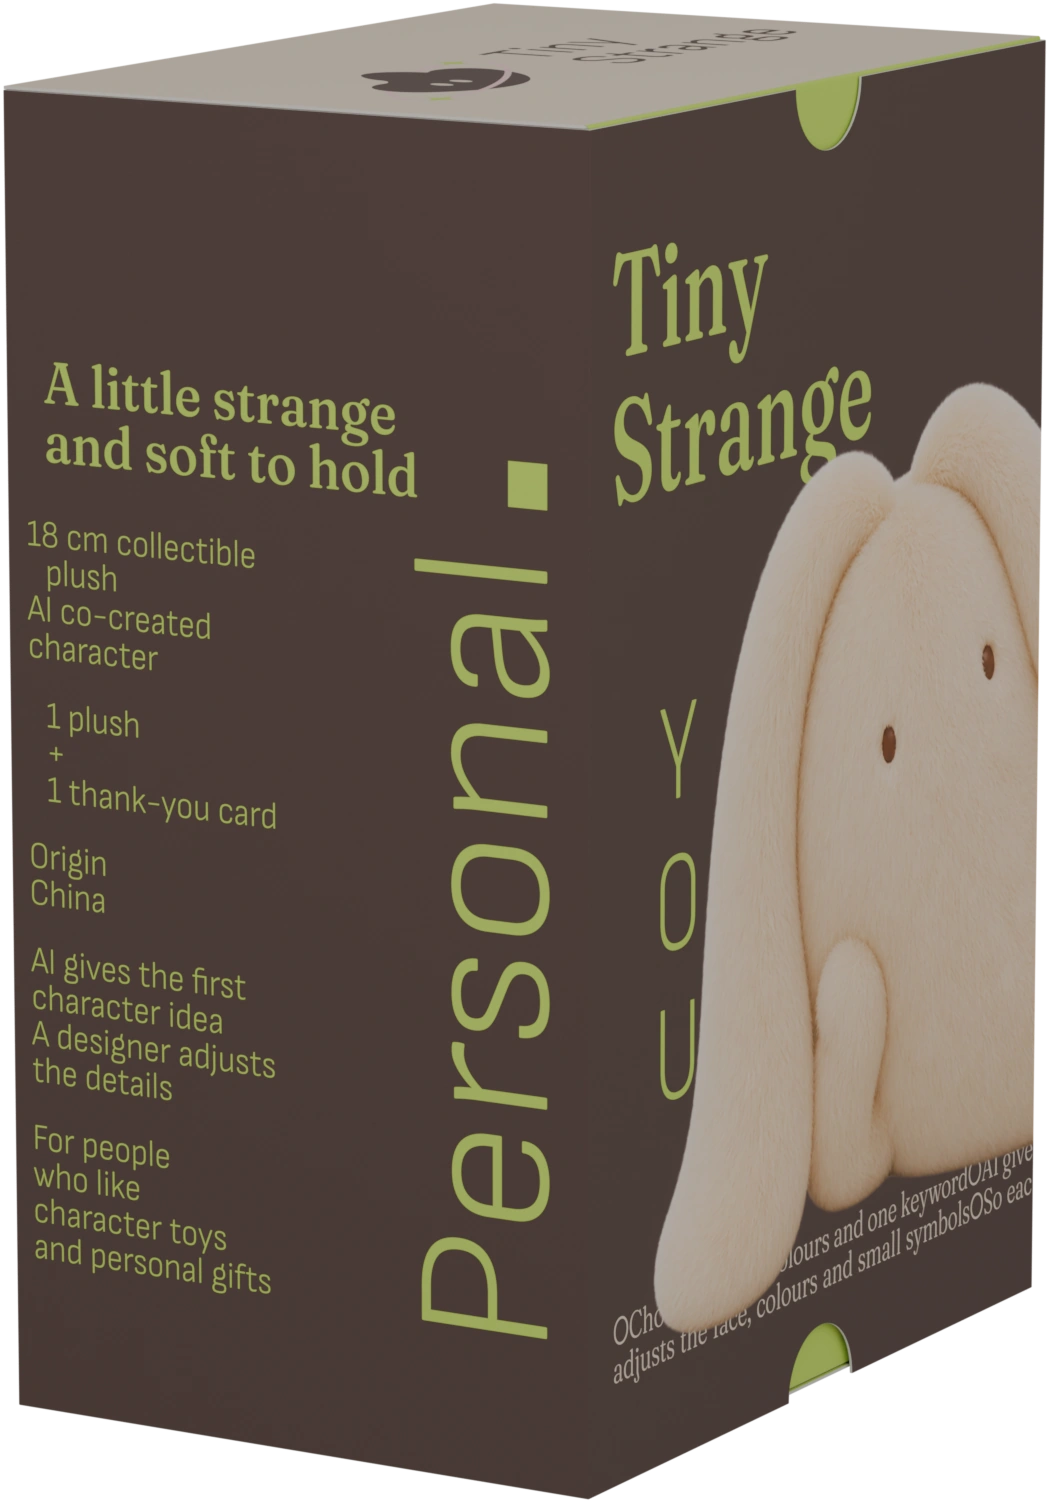 Tiny
Strange
A little strange
and soft to hold
18 cm collectible
plush
AI co-created
character
1 plush
+
1 thank-you card
Origin
China
AI gives the first
character idea
A designer adjusts
the details
For people
who like
character toys
and personal gifts
Personal
Tiny
Strange
YOU
and one keywordOAI give
adjusts the face, colours and small symbolsOSo